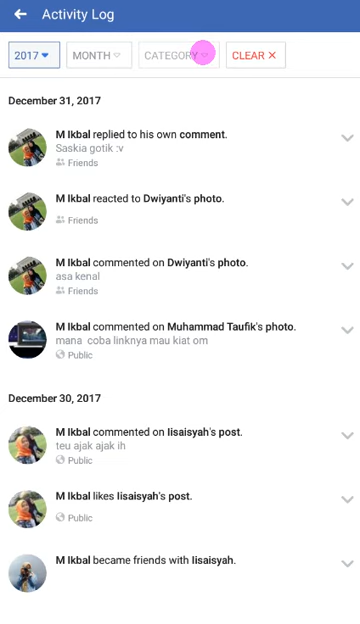 Activity Log
2017 MONTH CATEGORY CLEAR ×
December 31, 2017
M Ikbal replied to his own comment.
Saskia gotik :v
Friends
M Ikbal reacted to Dwiyanti's photo.
Friends
M Ikbal commented on Dwiyanti's photo.
asa kenal
Friends
M Ikbal commented on Muhammad Taufik's photo.
mana coba linknya mau kiat om
Public
December 30, 2017
M Ikbal commented on Iisaisyah's post.
teu ajak ajak ih
Public
M Ikbal likes Iisaisyah's post.
Public
M Ikbal became friends with Iisaisyah.